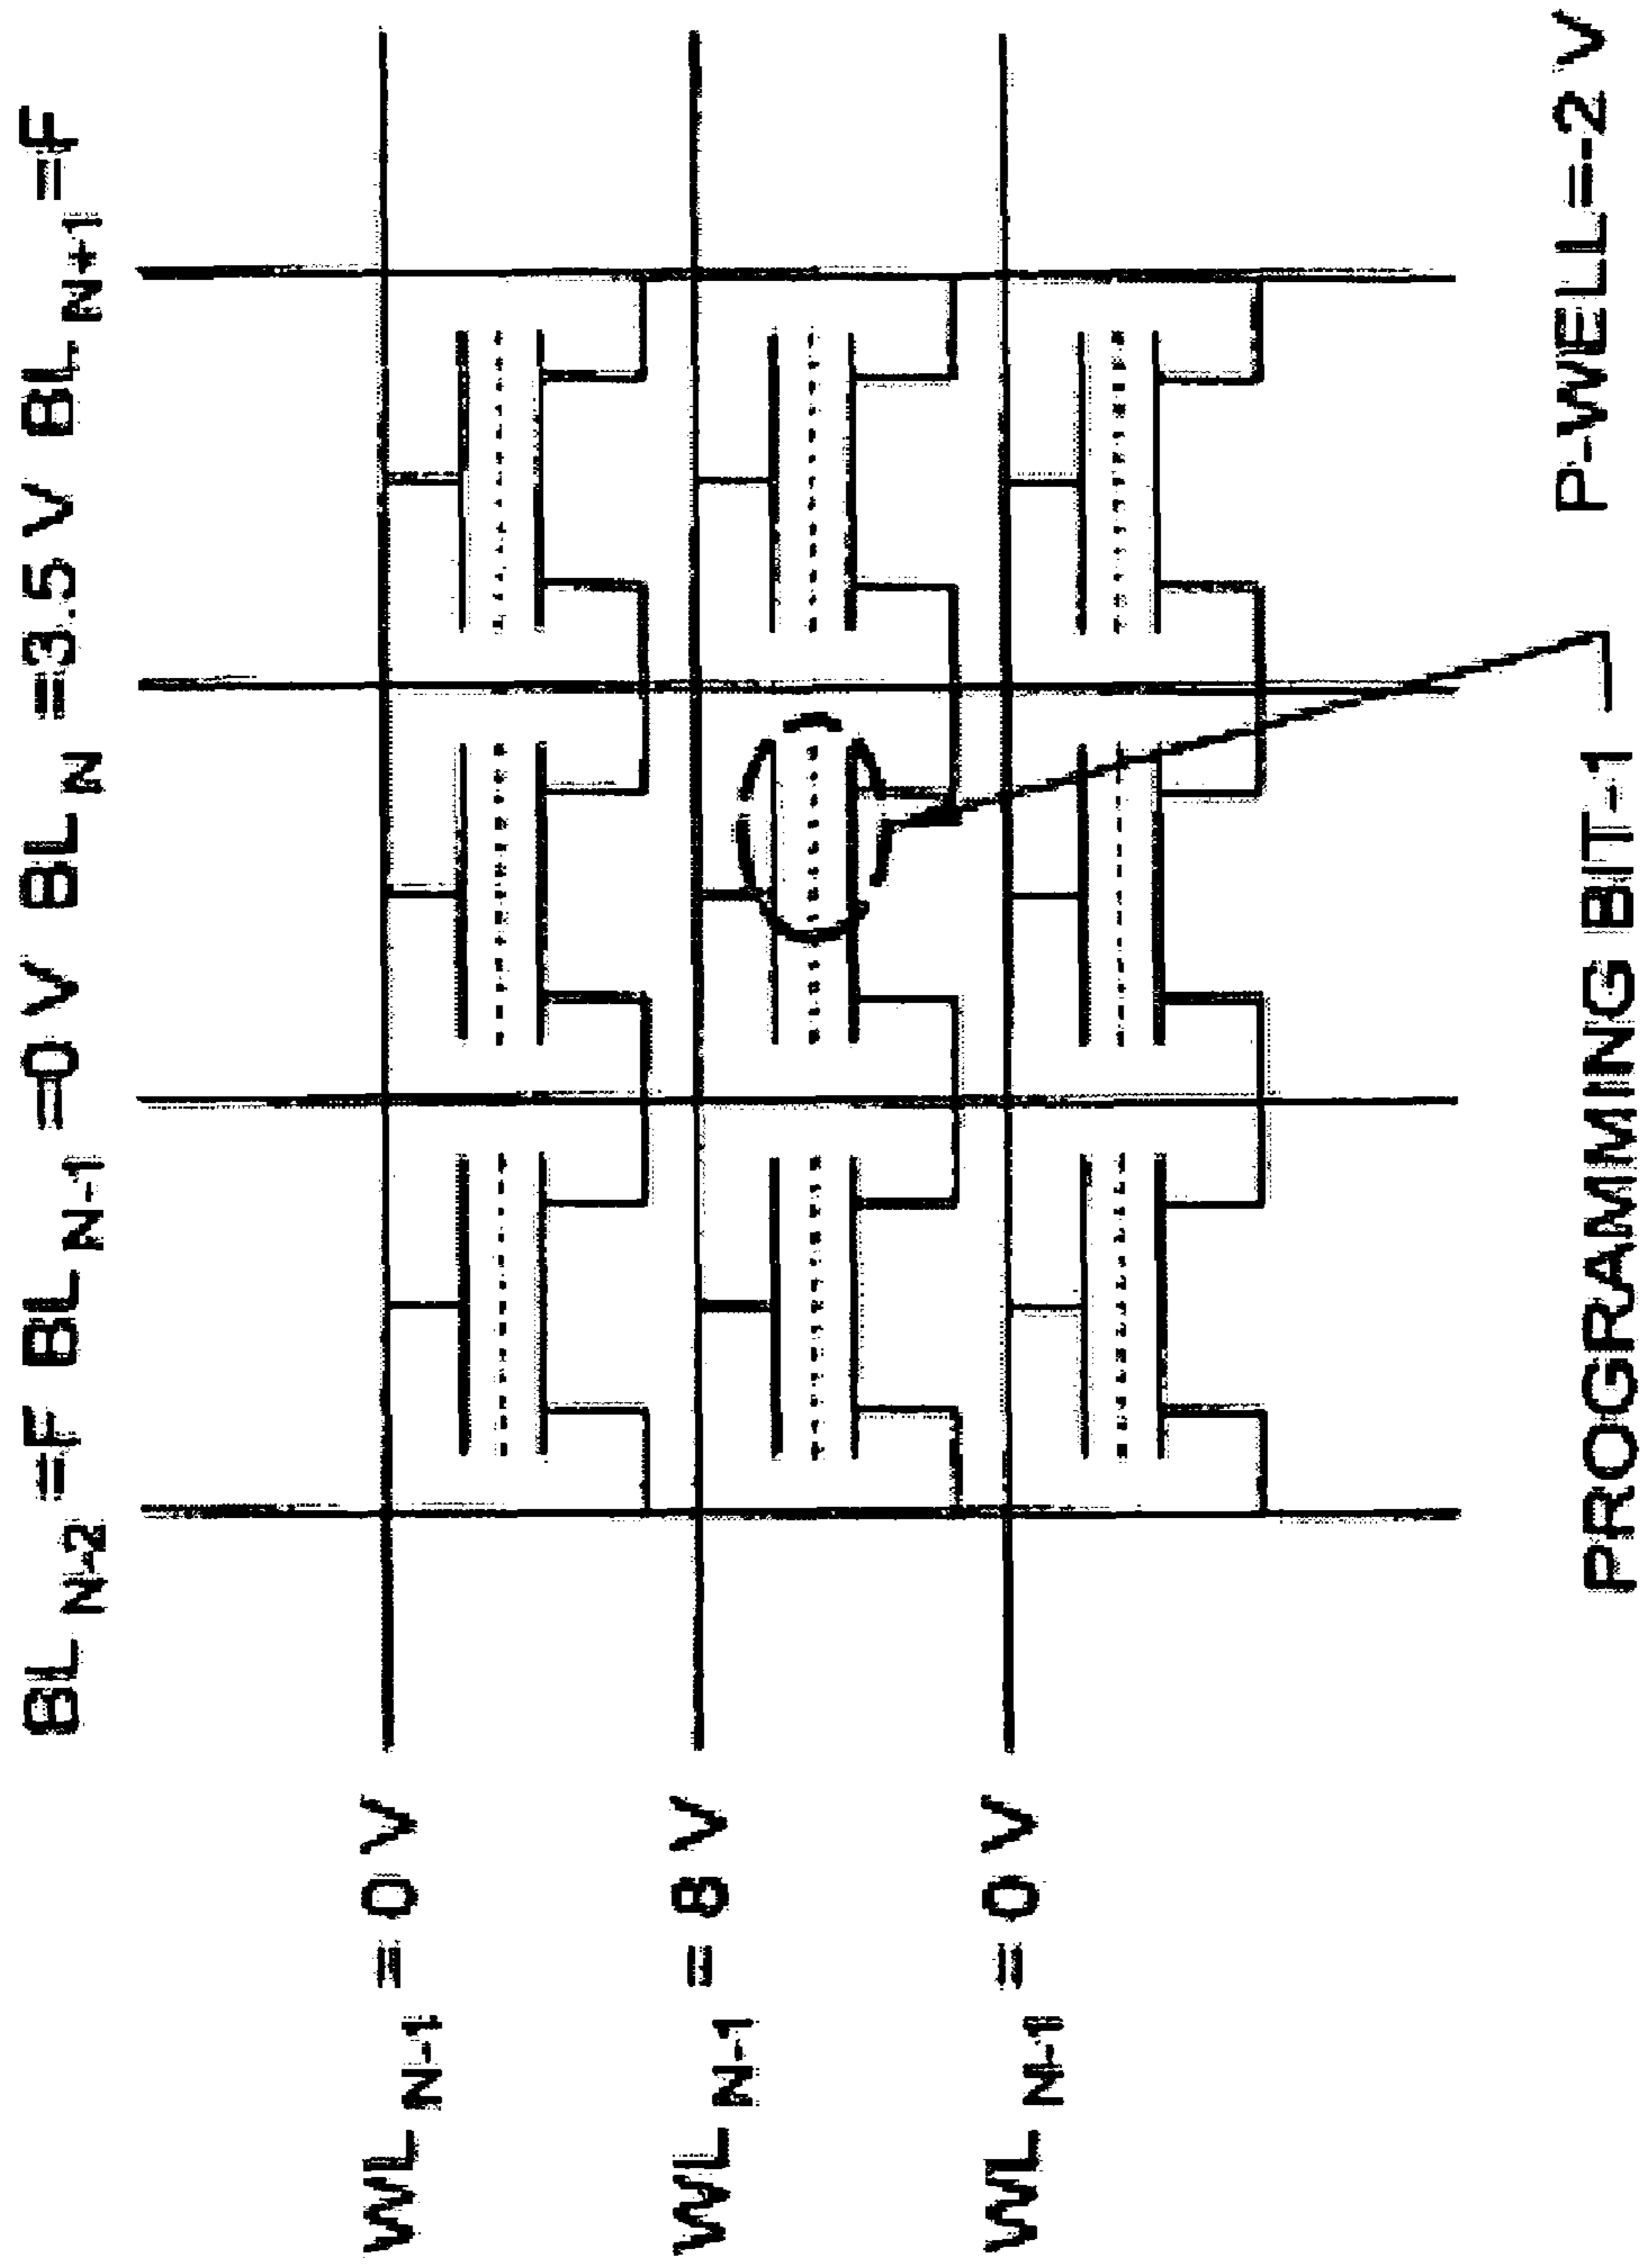 BL N-2 =F BL N-1 =0 V BL N =3.5 V BL N+1 =F
WL N-1 = 0 V
WL N-1 = 8 V
WL N-1 = 0 V
P-WELL=-2 V
PROGRAMMING BIT-1